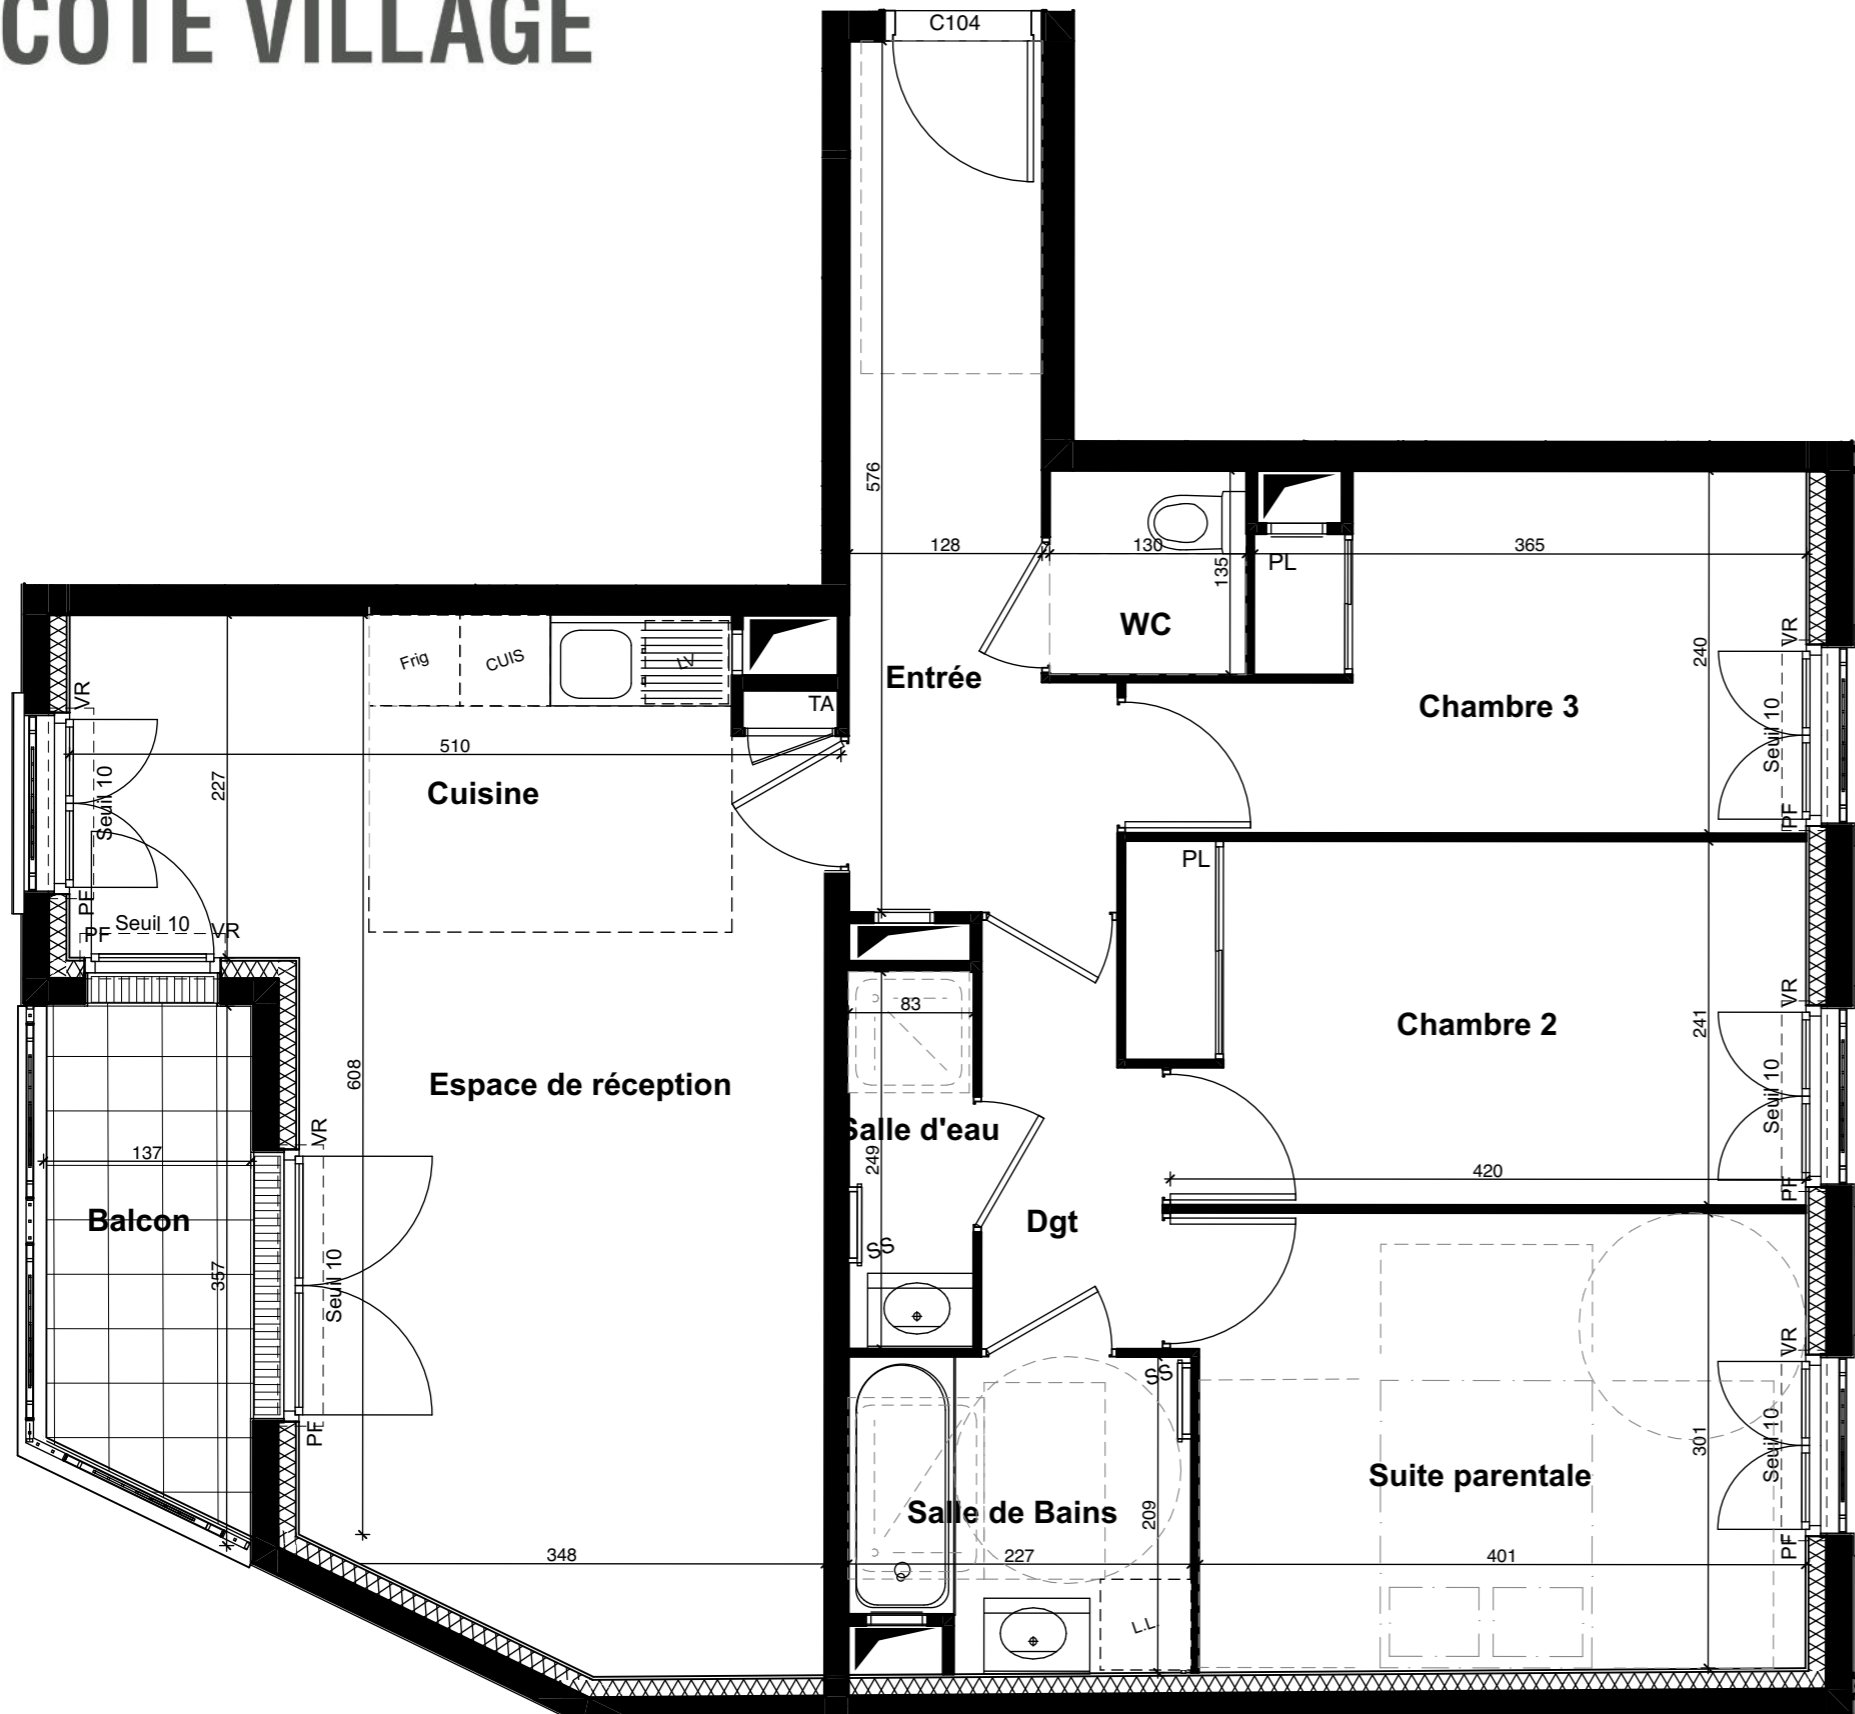 COTE VILLAGE
C104
576
128
130
135
PL
365
WC
240
VR
Entrée
Chambre 3
Seuil 10
PF
Frig
CUIS
LV
TA
VR
510
227
Seuil 10
Cuisine
PF
Seuil 10
VR
PF
PL
83
Chambre 2
241
VR
Seuil 10
420
PF
608
Espace de réception
Salle d'eau
249
VR
137
Balcon
357
Seuil 10
PF
SS
Dgt
SS
VR
Seuil 10
301
Suite parentale
PF
Salle de Bains
209
348
227
401
L.L.